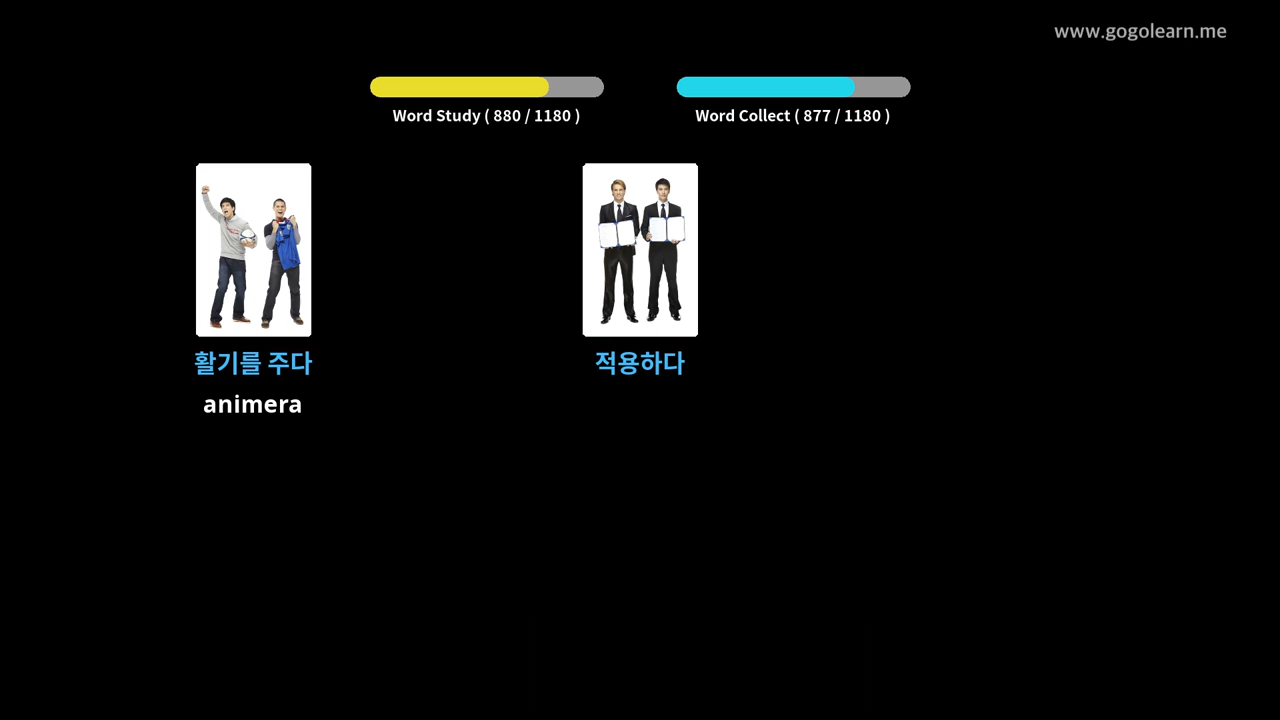 www.gogolearn.me
Word Study ( 880 / 1180 )
Word Collect ( 877 / 1180 )
활기를 주다
적용하다
animera